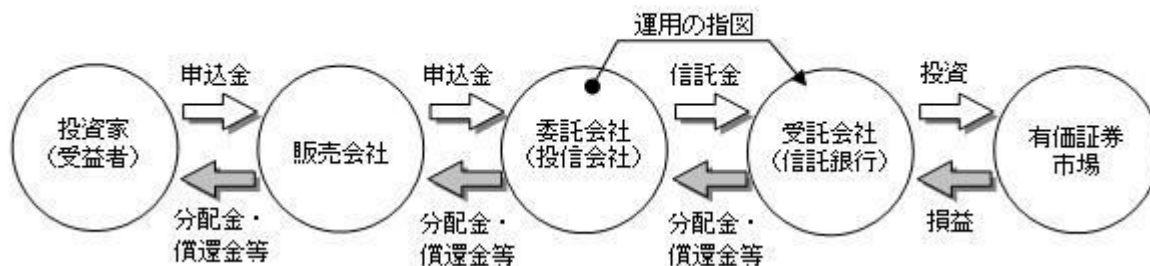 運用の指図
申込金
申込金
信託金
投資
投資家
（受益者）
販売会社
委託会社
（投信会社）
受託会社
（信託銀行）
有価証券
市場
分配金・
償還金等
分配金・
償還金等
分配金・
償還金等
損益